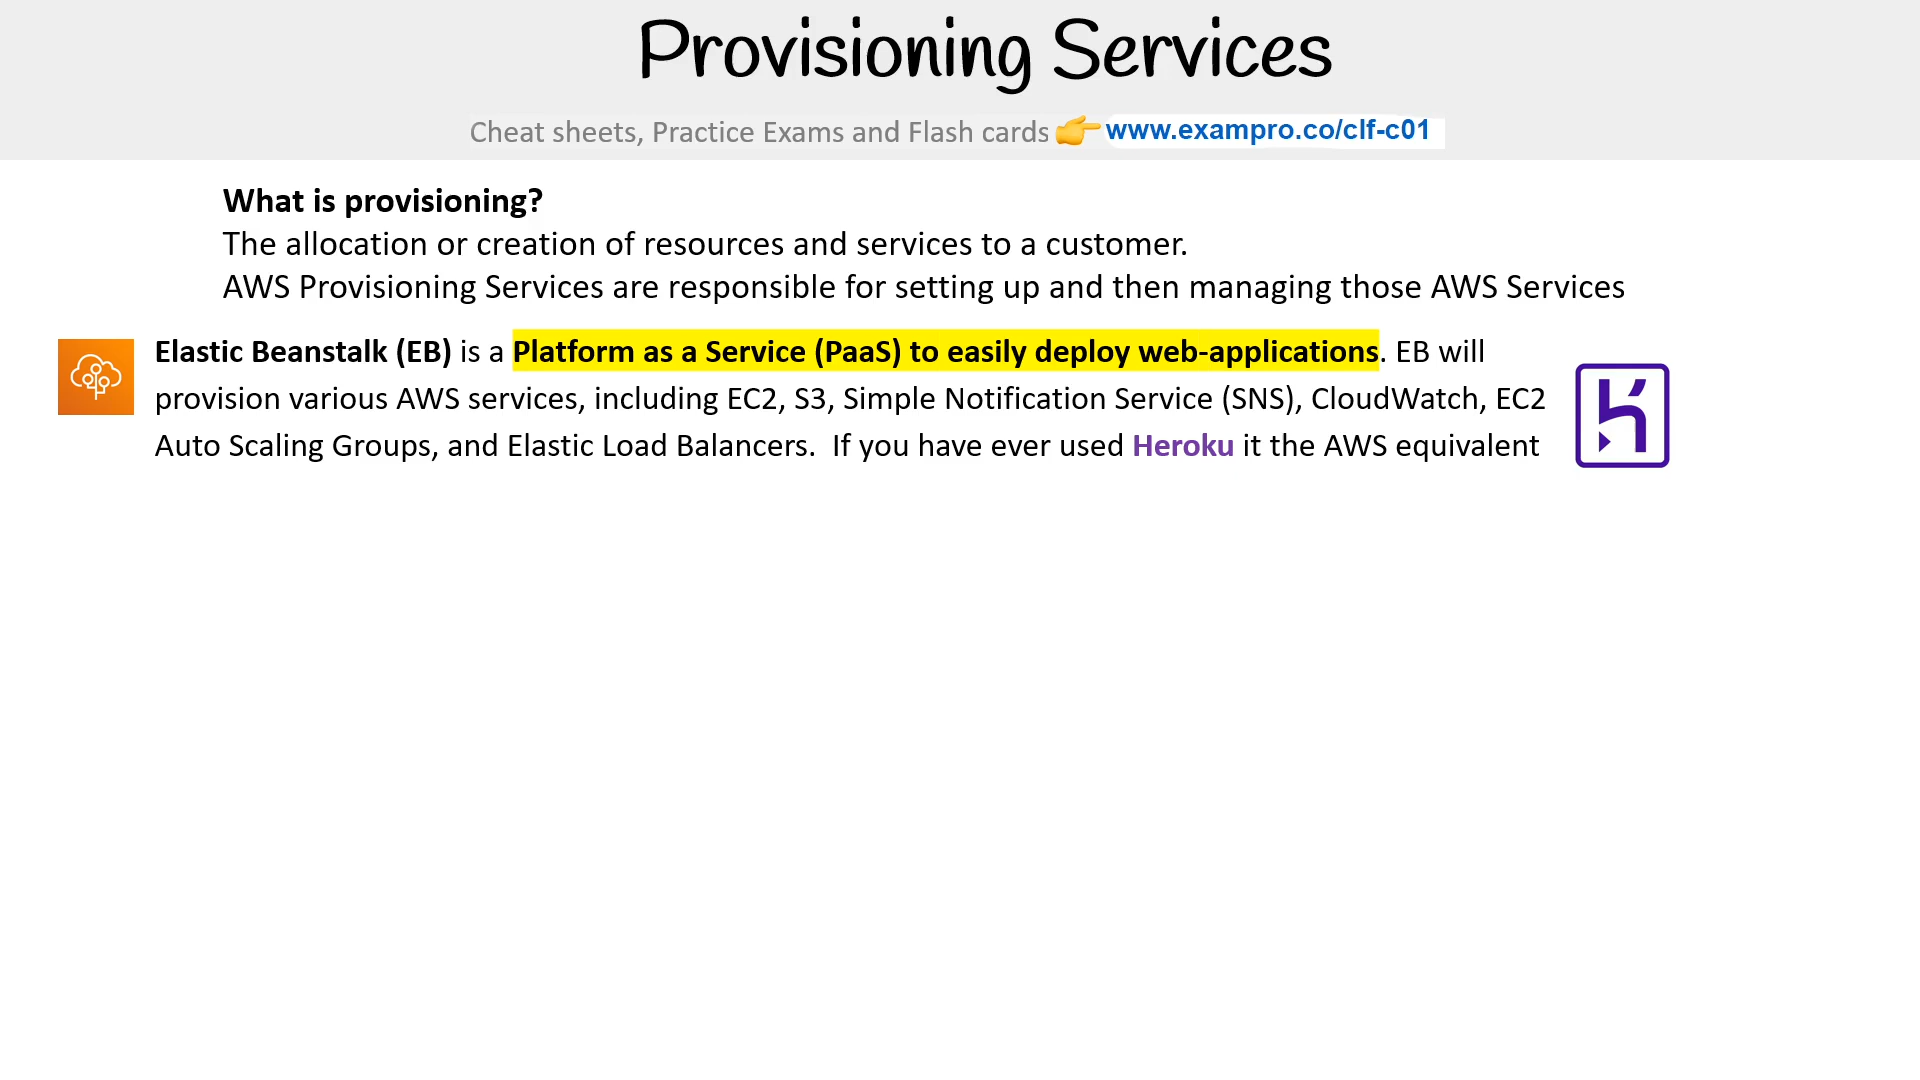 Provisioning Services
Cheat sheets, Practice Exams and Flash cards 👉 www.exampro.co/clf-c01
What is provisioning?
The allocation or creation of resources and services to a customer.
AWS Provisioning Services are responsible for setting up and then managing those AWS Services
Elastic Beanstalk (EB) is a Platform as a Service (PaaS) to easily deploy web-applications. EB will
provision various AWS services, including EC2, S3, Simple Notification Service (SNS), CloudWatch, EC2
Auto Scaling Groups, and Elastic Load Balancers.  If you have ever used Heroku it the AWS equivalent